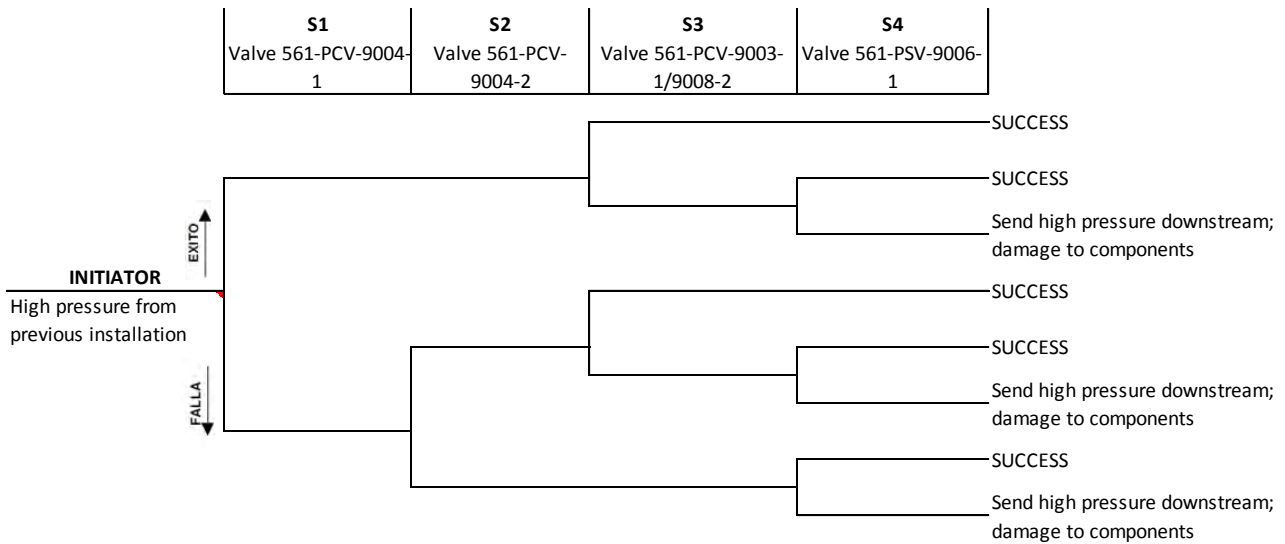 S1
Valve 561-PCV-9004-
1
S2
Valve 561-PCV-
9004-2
S3
Valve 561-PCV-9003-
1/9008-2
S4
Valve 561-PSV-9006-
1
SUCCESS
SUCCESS
Send high pressure downstream;
damage to components
EXITO
INITIATOR
High pressure from
previous installation
SUCCESS
SUCCESS
FALLA
Send high pressure downstream;
damage to components
SUCCESS
Send high pressure downstream;
damage to components